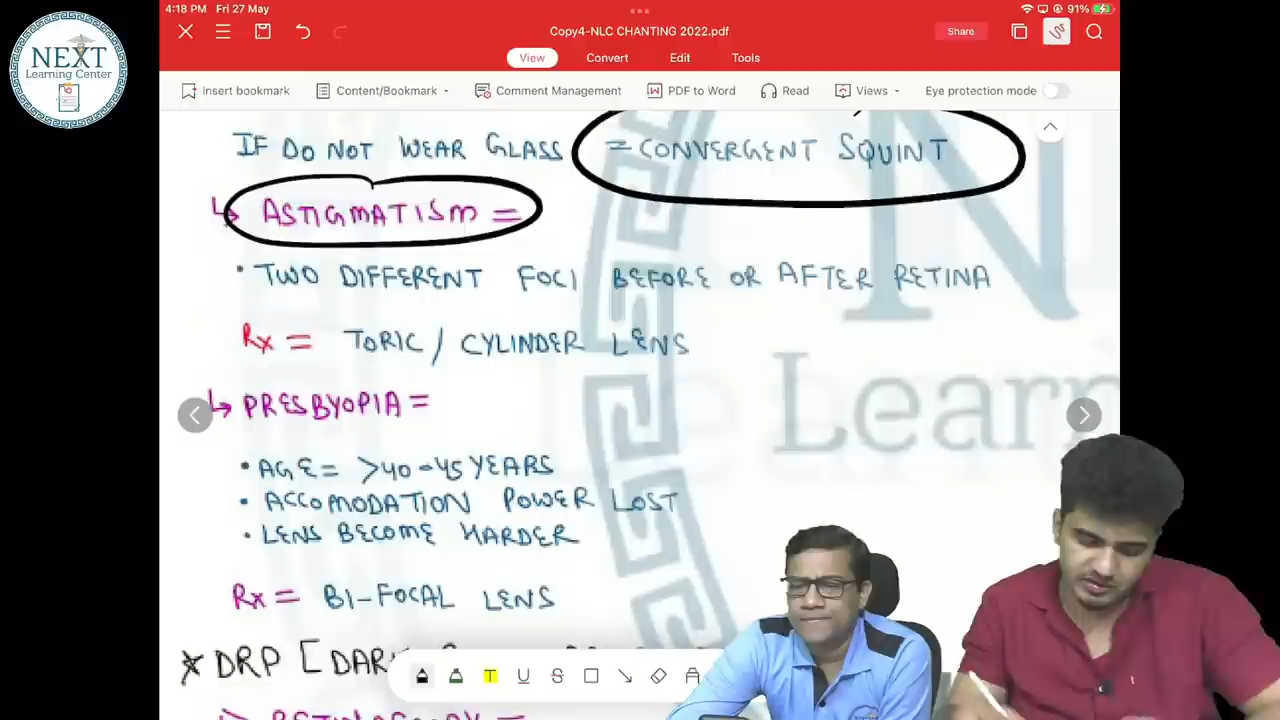 4:18 PM Fri 27 May
91%
NEXT
Learning Center
Copy4-NLC CHANTING 2022.pdf
Share
View Convert Edit Tools
Insert bookmark Content/Bookmark Comment Management PDF to Word Read Views Eye protection mode
IF DO NOT WEAR GLASS = CONVERGENT SQUINT
↳ ASTIGMATISM =
• TWO DIFFERENT FOCI BEFORE OR AFTER RETINA
Rx = TORIC / CYLINDER LENS
↳ PRESBYOPIA =
• AGE = >40-45 YEARS
• ACCOMODATION POWER LOST
• LENS BECOME HARDER
Rx = BI-FOCAL LENS
* DRP [DAR
Learn